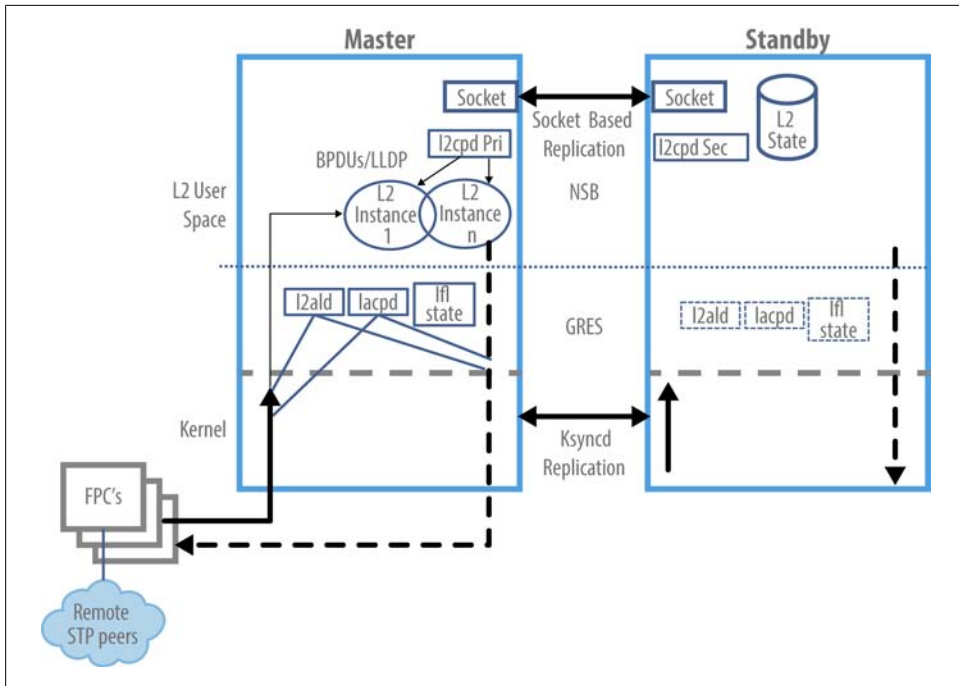 Master
Standby
Socket
Socket
Socket Based
Replication
L2
State
l2cpd Pri
l2cpd Sec
BPDUs/LLDP
L2 User
Space
L2
Instance
1
L2
Instance
n
NSB
l2ald
lacpd
Ifl
state
GRES
l2ald
lacpd
Ifl
state
Kernel
Ksyncd
Replication
FPC's
Remote
STP peers